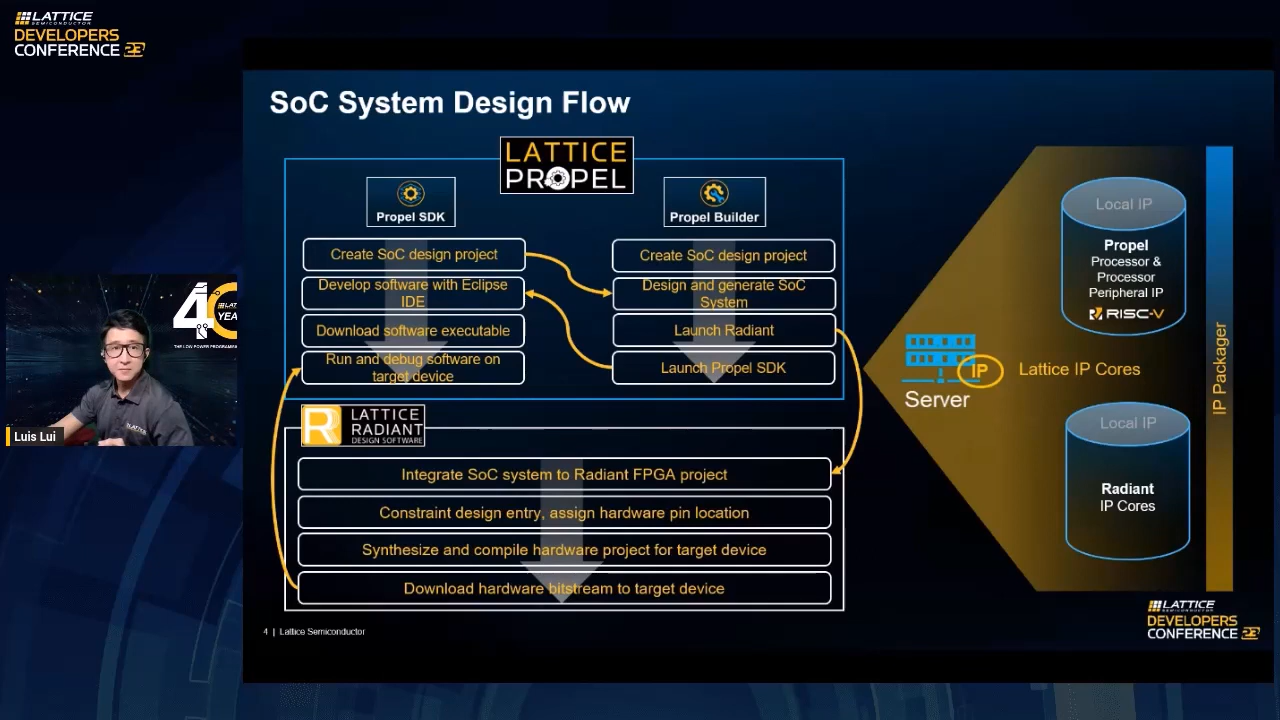 LATTICE
SEMICONDUCTOR
DEVELOPERS
CONFERENCE 23
SoC System Design Flow
LATTICE
PROPEL
Propel SDK
Propel Builder
Create SoC design project
Develop software with Eclipse
IDE
Download software executable
Run and debug software on
target device
Create SoC design project
Design and generate SoC
System
Launch Radiant
Launch Propel SDK
R
LATTICE
RADIANT
DESIGN SOFTWARE
Integrate SoC system to Radiant FPGA project
Constraint design entry, assign hardware pin location
Synthesize and compile hardware project for target device
Download hardware bitstream to target device
Server
IP
Lattice IP Cores
Local IP
Propel
Processor &
Processor
Peripheral IP
RISC-V
Local IP
Radiant
IP Cores
IP Packager
40
Luis Lui
4 | Lattice Semiconductor
LATTICE
SEMICONDUCTOR
DEVELOPERS
CONFERENCE 23